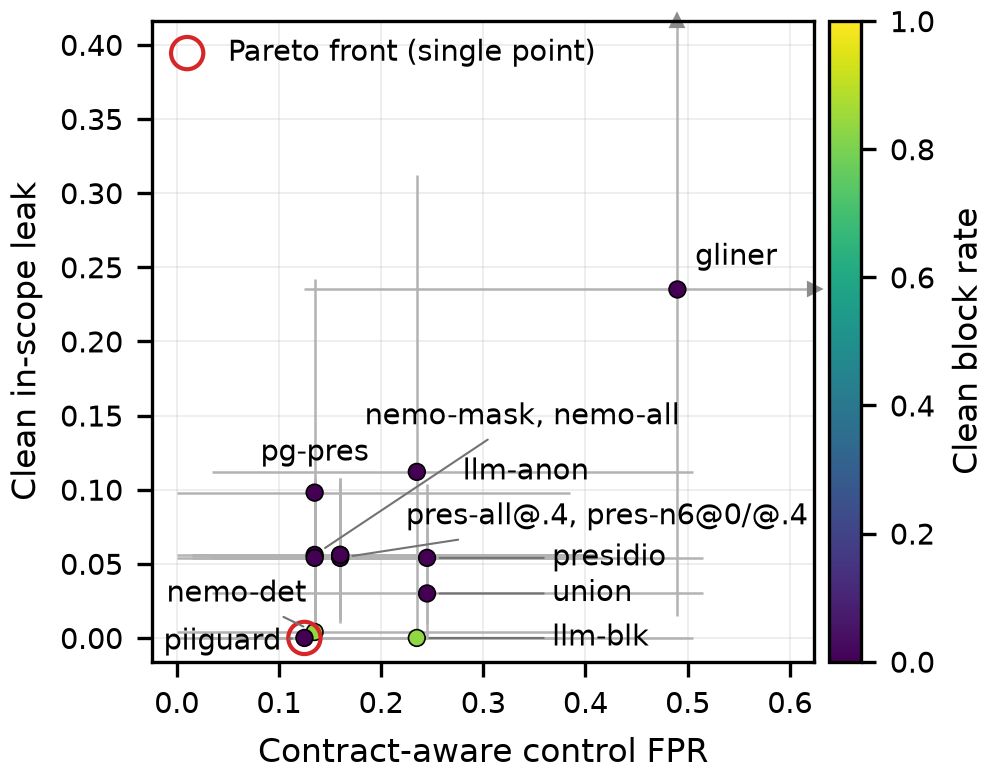 Pareto front (single point)
0.40
0.35
0.30
0.25
0.20
0.15
0.10
0.05
0.00
Clean in-scope leak
gliner
nemo-mask, nemo-all
pg-pres
llm-anon
pres-all@.4, pres-n6@0/@.4
presidio
nemo-det
union
piiguard
llm-blk
0.0 0.1 0.2 0.3 0.4 0.5 0.6
Contract-aware control FPR
1.0
0.8
0.6
0.4
0.2
0.0
Clean block rate